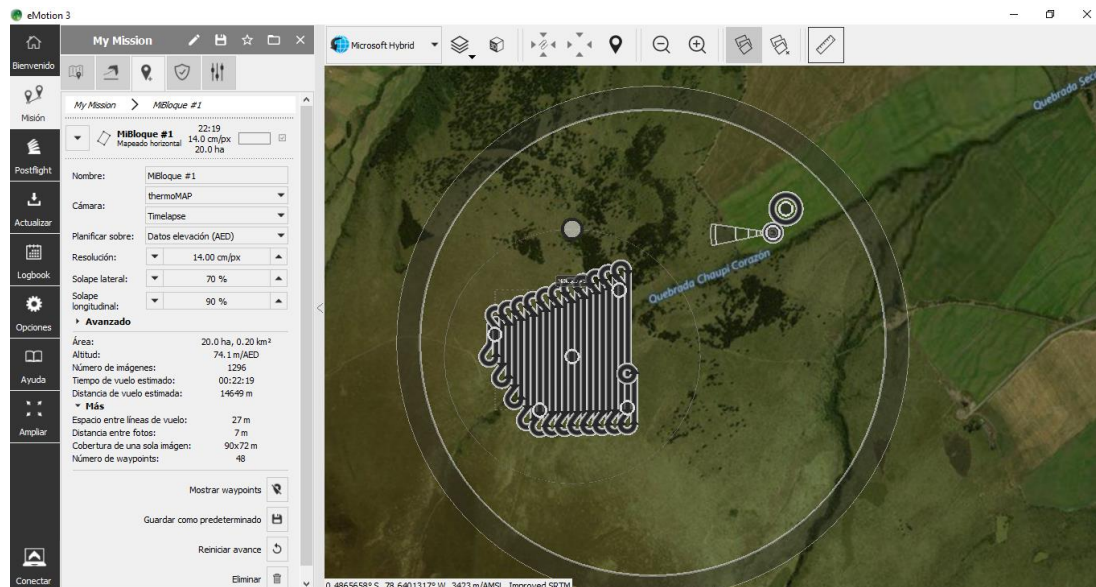 eMotion 3
Bienvenido
Misión
Postflight
Actualizar
Logbook
Opciones
Ayuda
Ampliar
Conectar
My Mission
My Mission > MiBloque #1
MiBloque #1
Mapeado horizontal
22:19
14.0 cm/px
20.0 ha
Nombre: MiBloque #1
Cámara: thermoMAP
Timelapse
Planificar sobre: Datos elevación (AED)
Resolución: 14.00 cm/px
Solape lateral: 70 %
Solape longitudinal: 90 %
Avanzado
Área: 20.0 ha, 0.20 km²
Altitud: 74.1 m/AED
Número de imágenes: 1296
Tiempo de vuelo estimado: 00:22:19
Distancia de vuelo estimada: 14649 m
Más
Espacio entre líneas de vuelo: 27 m
Distancia entre fotos: 7 m
Cobertura de una sola imágen: 90x72 m
Número de waypoints: 48
Mostrar waypoints
Guardar como predeterminado
Reiniciar avance
Eliminar
Microsoft Hybrid
Quebrada Sec
Quebrada Chaupi Corazón
MiBloque #1
0.4865658° S, 78.6401317° W, 3423 m/AMSL, Improved SRTM